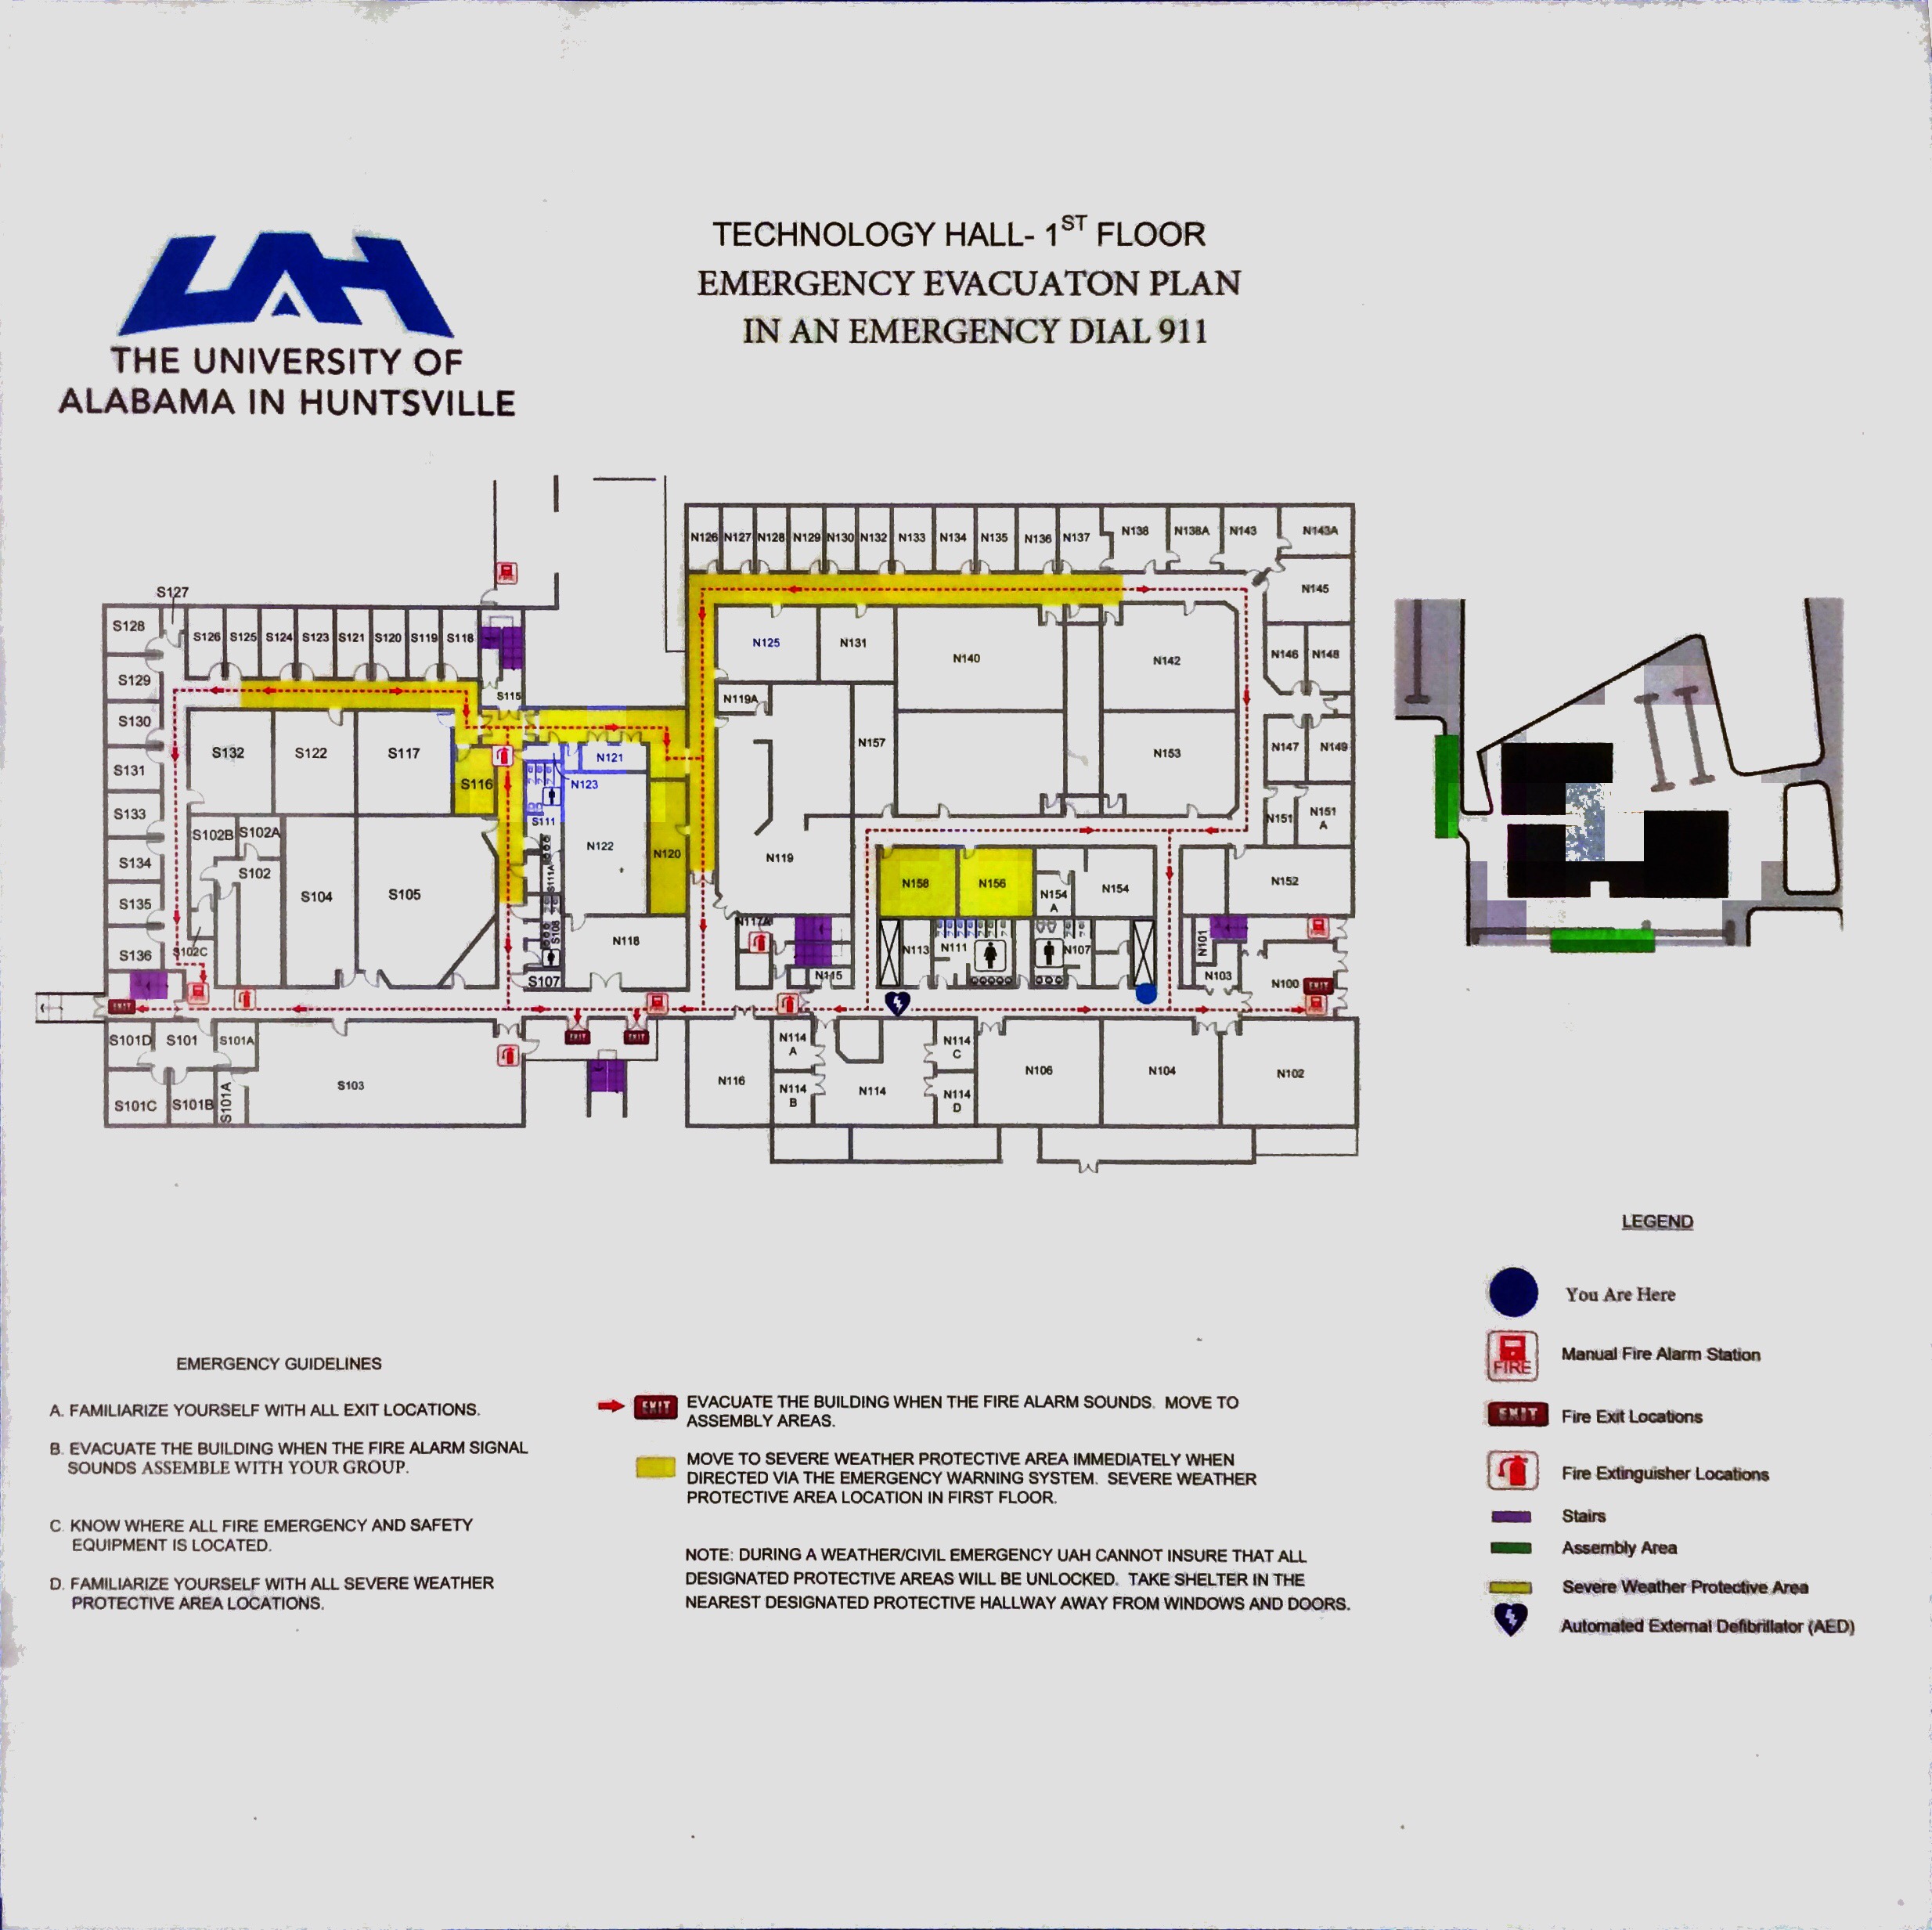 TECHNOLOGY HALL- 1ST FLOOR
EMERGENCY EVACUATON PLAN
IN AN EMERGENCY DIAL 911
UAH
THE UNIVERSITY OF
ALABAMA IN HUNTSVILLE
N126 N127 N128 N129 N130 N132 N133 N134 N135 N136 N137 N138 N138A N143 N143A
FIRE
S127
N145
S128 S126 S125 S124 S123 S121 S120 S119 S118
N125 N131 N140 N142 N146 N148
S129 S115 N119A
S130 S132 S122 S117 N121 N157 N153 N147 N149
S131 S116 N123
S133 S102B S102A S111 N151 N151
A
S134 S102 N122 N120 N119 N158 N156 N154
A N154 N152
S135 S104 S105 S111A
S136 S102C S108 N118 N117A N113 N111 N107 N101
S107 N115 N103 N100
EXIT EXIT
EXIT EXIT
S101D S101 S101A N114
A N114
C
S103 N116 N114 N106 N104 N102
S101C S101B S101A N114
B N114
D
LEGEND
You Are Here
FIRE Manual Fire Alarm Station
EXIT Fire Exit Locations
Fire Extinguisher Locations
Stairs
Assembly Area
Severe Weather Protective Area
Automated External Defibrillator (AED)
EMERGENCY GUIDELINES
A. FAMILIARIZE YOURSELF WITH ALL EXIT LOCATIONS.
B. EVACUATE THE BUILDING WHEN THE FIRE ALARM SIGNAL
SOUNDS ASSEMBLE WITH YOUR GROUP.
C. KNOW WHERE ALL FIRE EMERGENCY AND SAFETY
EQUIPMENT IS LOCATED.
D. FAMILIARIZE YOURSELF WITH ALL SEVERE WEATHER
PROTECTIVE AREA LOCATIONS.
EXIT EVACUATE THE BUILDING WHEN THE FIRE ALARM SOUNDS. MOVE TO
ASSEMBLY AREAS.
MOVE TO SEVERE WEATHER PROTECTIVE AREA IMMEDIATELY WHEN
DIRECTED VIA THE EMERGENCY WARNING SYSTEM. SEVERE WEATHER
PROTECTIVE AREA LOCATION IN FIRST FLOOR.
NOTE: DURING A WEATHER/CIVIL EMERGENCY UAH CANNOT INSURE THAT ALL
DESIGNATED PROTECTIVE AREAS WILL BE UNLOCKED. TAKE SHELTER IN THE
NEAREST DESIGNATED PROTECTIVE HALLWAY AWAY FROM WINDOWS AND DOORS.